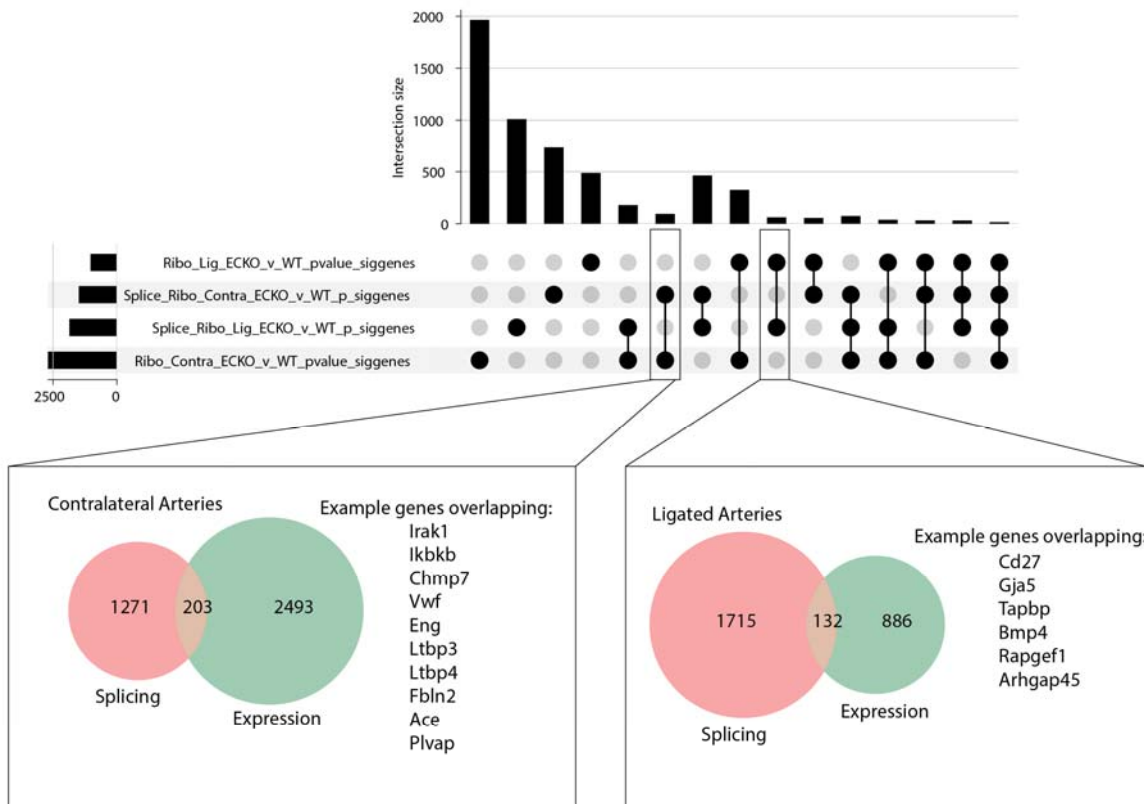 2000
1500
1000
500
0
Intersection size
Ribo_Lig_ECKO_v_WT_pvalue_siggenes
Splice_Ribo_Contra_ECKO_v_WT_p_siggenes
Splice_Ribo_Lig_ECKO_v_WT_p_siggenes
Ribo_Contra_ECKO_v_WT_pvalue_siggenes
2500 0
Contralateral Arteries
1271 203 2493
Splicing
Expression
Example genes overlapping:
Irak1
Ikbkb
Chmp7
Vwf
Eng
Ltbp3
Ltbp4
Fbln2
Ace
Plvap
Ligated Arteries
1715 132 886
Splicing
Expression
Example genes overlapping:
Cd27
Gja5
Tapbp
Bmp4
Rapgef1
Arhgap45